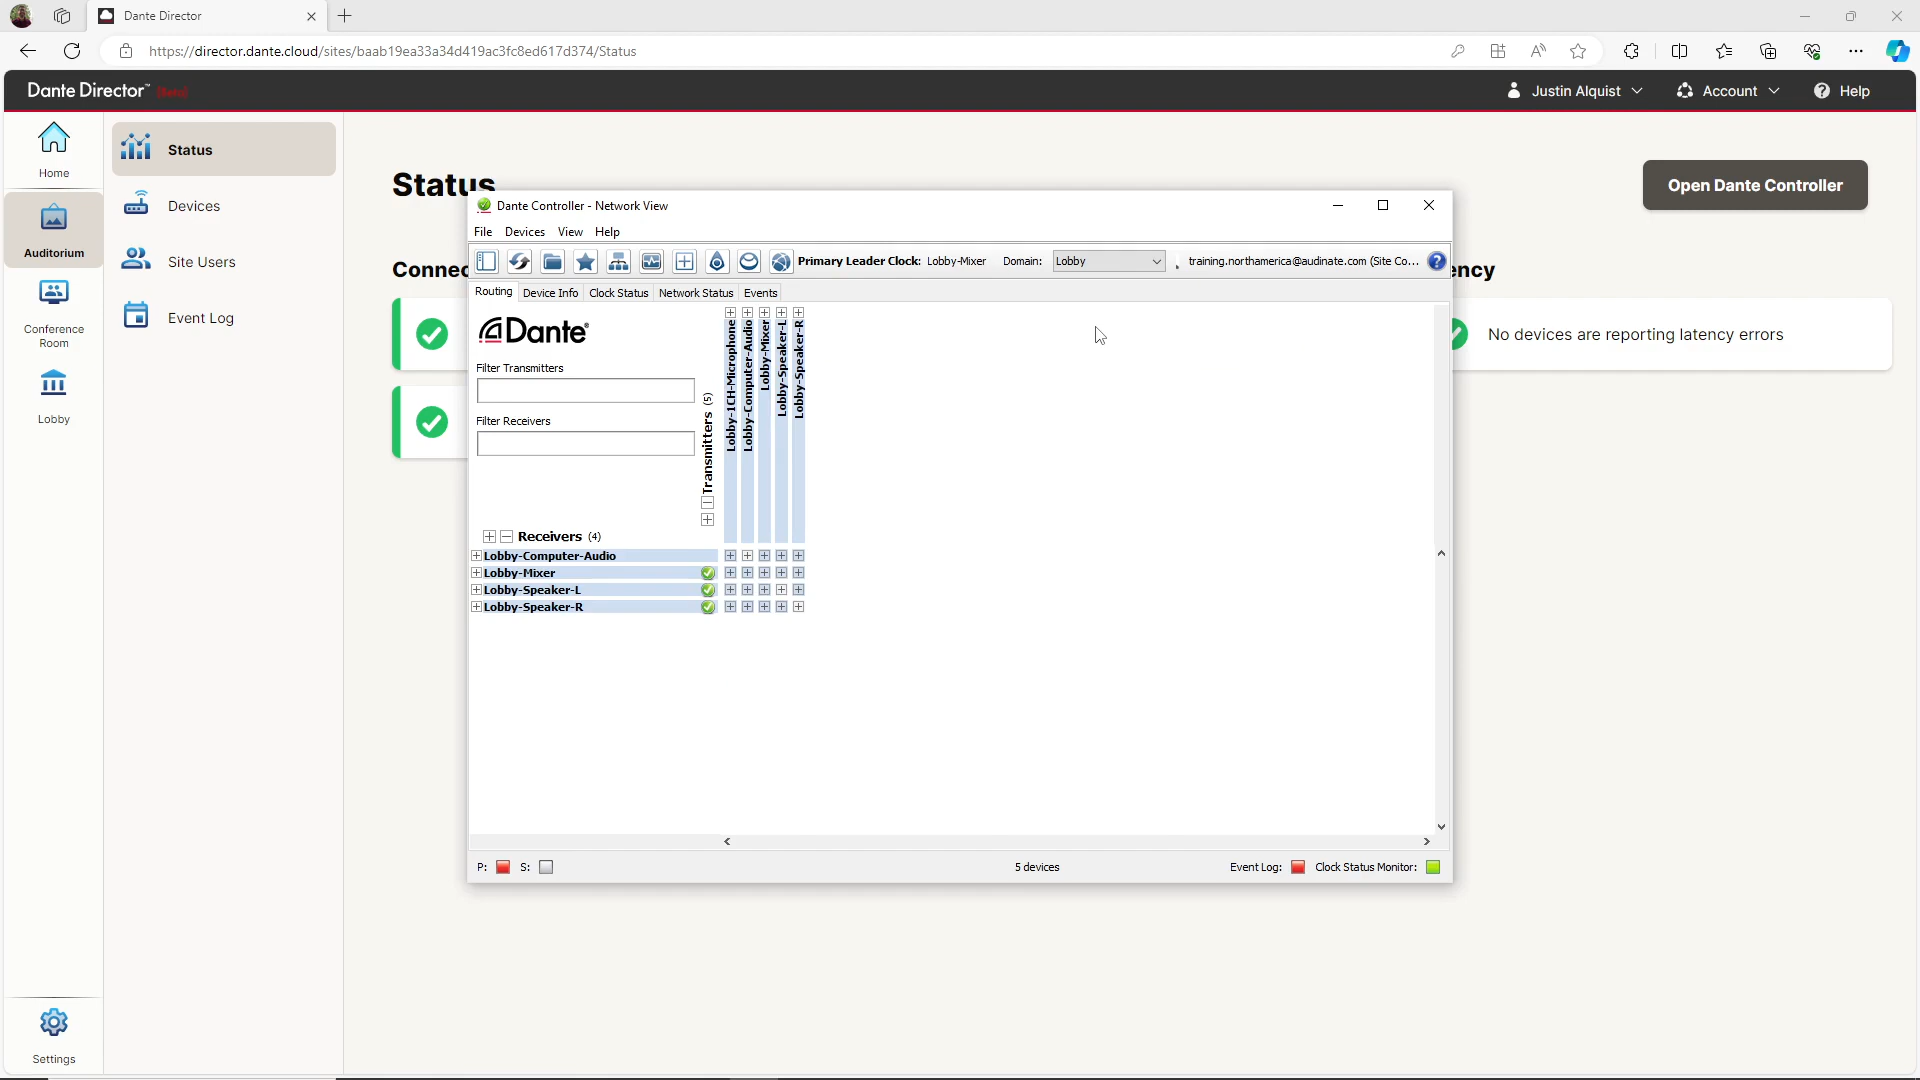 Dante Director
https://director.dante.cloud/sites/baab19ea33a34d419ac3fc8ed617d374/Status
Dante Director™ [Beta]
Justin Alquist
Account
Help
Home
Auditorium
Conference
Room
Lobby
Settings
Status
Devices
Site Users
Event Log
Status
Open Dante Controller
Connec
ency
No devices are reporting latency errors
Dante Controller - Network View
File Devices View Help
Primary Leader Clock: Lobby-Mixer Domain: Lobby training.northamerica@audinate.com (Site Co...
Routing Device Info Clock Status Network Status Events
Dante®
Filter Transmitters
Filter Receivers
Transmitters (5)
Lobby-1CH-Microphone
Lobby-Computer-Audio
Lobby-Mixer
Lobby-Speaker-L
Lobby-Speaker-R
Receivers (4)
Lobby-Computer-Audio
Lobby-Mixer
Lobby-Speaker-L
Lobby-Speaker-R
P: S: 5 devices Event Log: Clock Status Monitor: